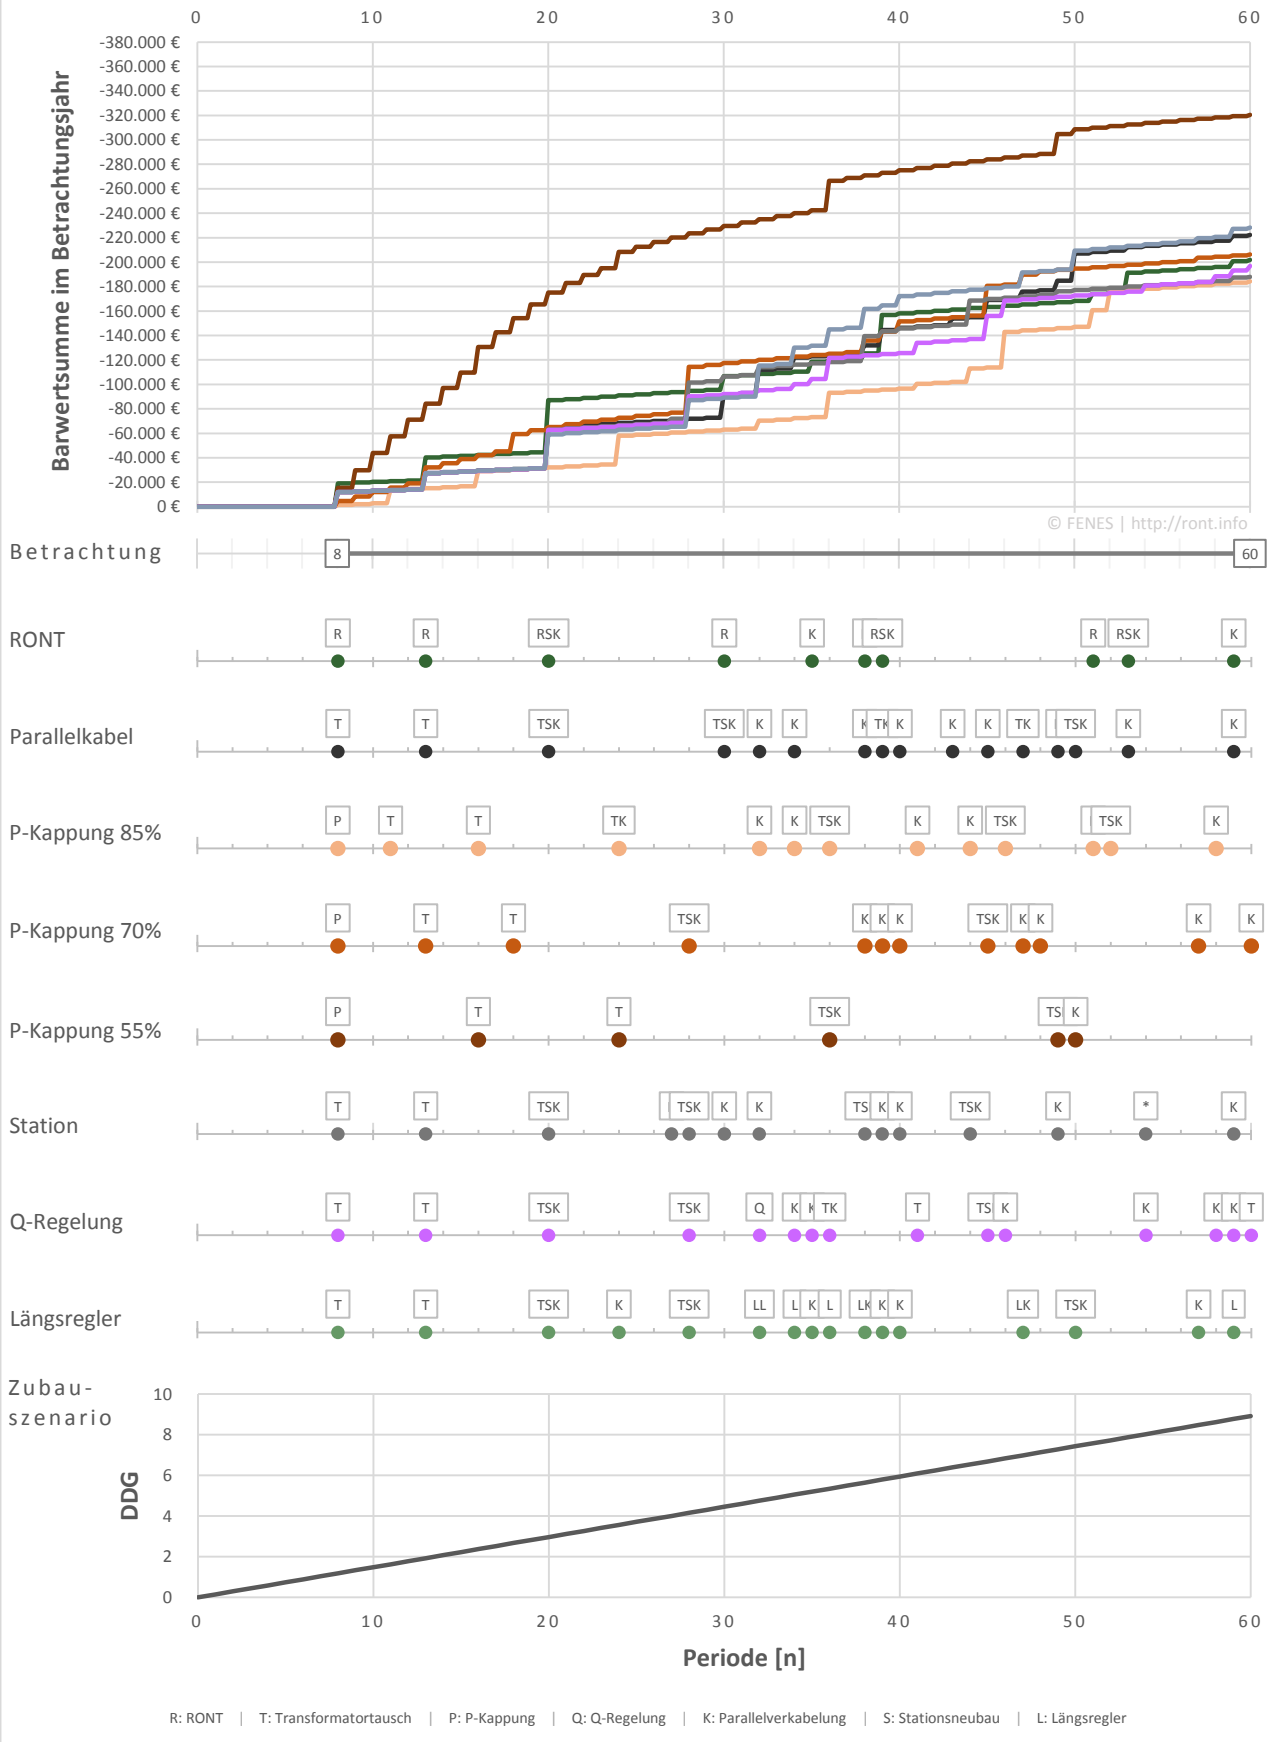 0 10 20 30 40 50 60
Barwertsumme im Betrachtungsjahr
-380.000 €
-360.000 €
-340.000 €
-320.000 €
-300.000 €
-280.000 €
-260.000 €
-240.000 €
-220.000 €
-200.000 €
-180.000 €
-160.000 €
-140.000 €
-120.000 €
-100.000 €
-80.000 €
-60.000 €
-40.000 €
-20.000 €
0 €
© FENES | http://ront.info
Betrachtung 8 60
RONT R R RSK R K RSK R RSK K
Parallelkabel T T TSK TSK K K K TK K K K TK TSK K K
P-Kappung 85% P T T TK K K TSK K K TSK TSK K
P-Kappung 70% P T T TSK K K K TSK K K K K
P-Kappung 55% P T T TSK TS K
Station T T TSK TSK K K TS K K TSK K * K
Q-Regelung T T TSK TSK Q K K TK T TS K K K K T
Längsregler T T TSK K TSK LL L K L LK K K LK TSK K L
Zubau-
szenario
DDG
10
8
6
4
2
0
0 10 20 30 40 50 60
Periode [n]
R: RONT | T: Transformatortausch | P: P-Kappung | Q: Q-Regelung | K: Parallelverkabelung | S: Stationsneubau | L: Längsregler